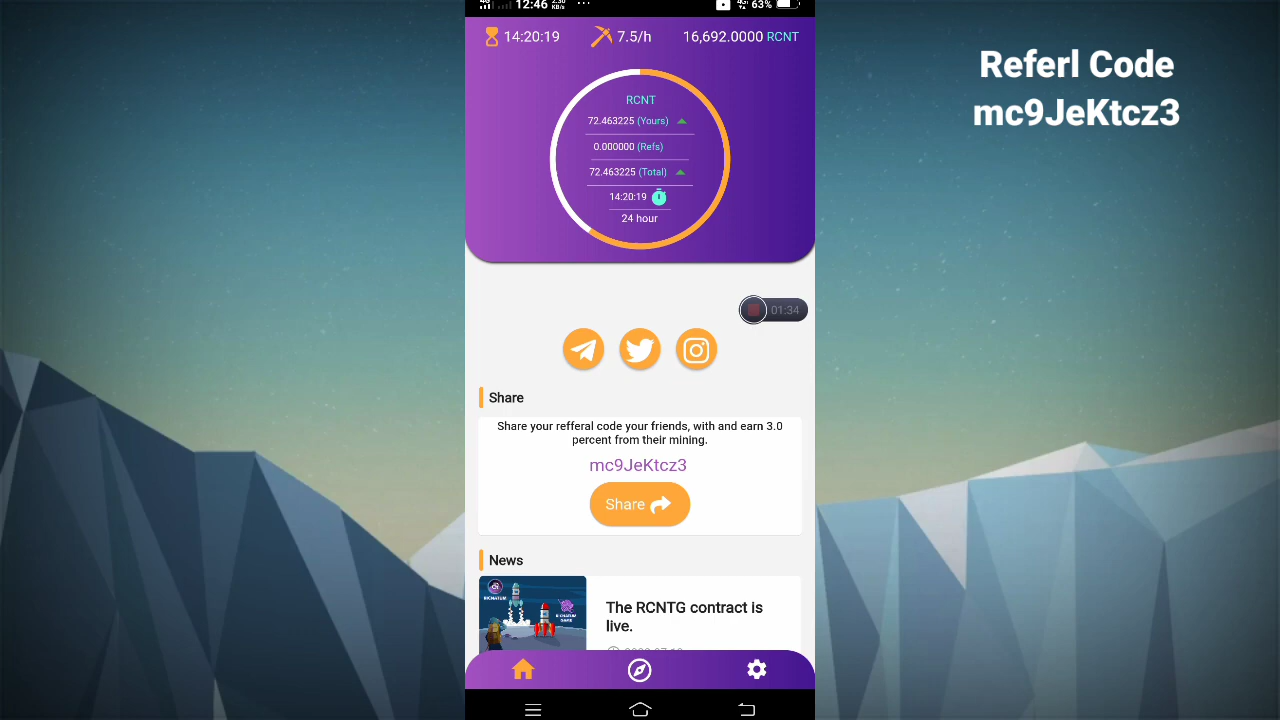 12:46
63%
14:20:19
7.5/h
16,692.0000 RCNT
Referl Code
mc9JeKtcz3
RCNT
72.463225 (Yours)
0.000000 (Refs)
72.463225 (Total)
14:20:19
24 hour
01:34
Share
Share your refferal code your friends, with and earn 3.0
percent from their mining.
mc9JeKtcz3
Share
News
BICNATUM
The RCNTG contract is
live.